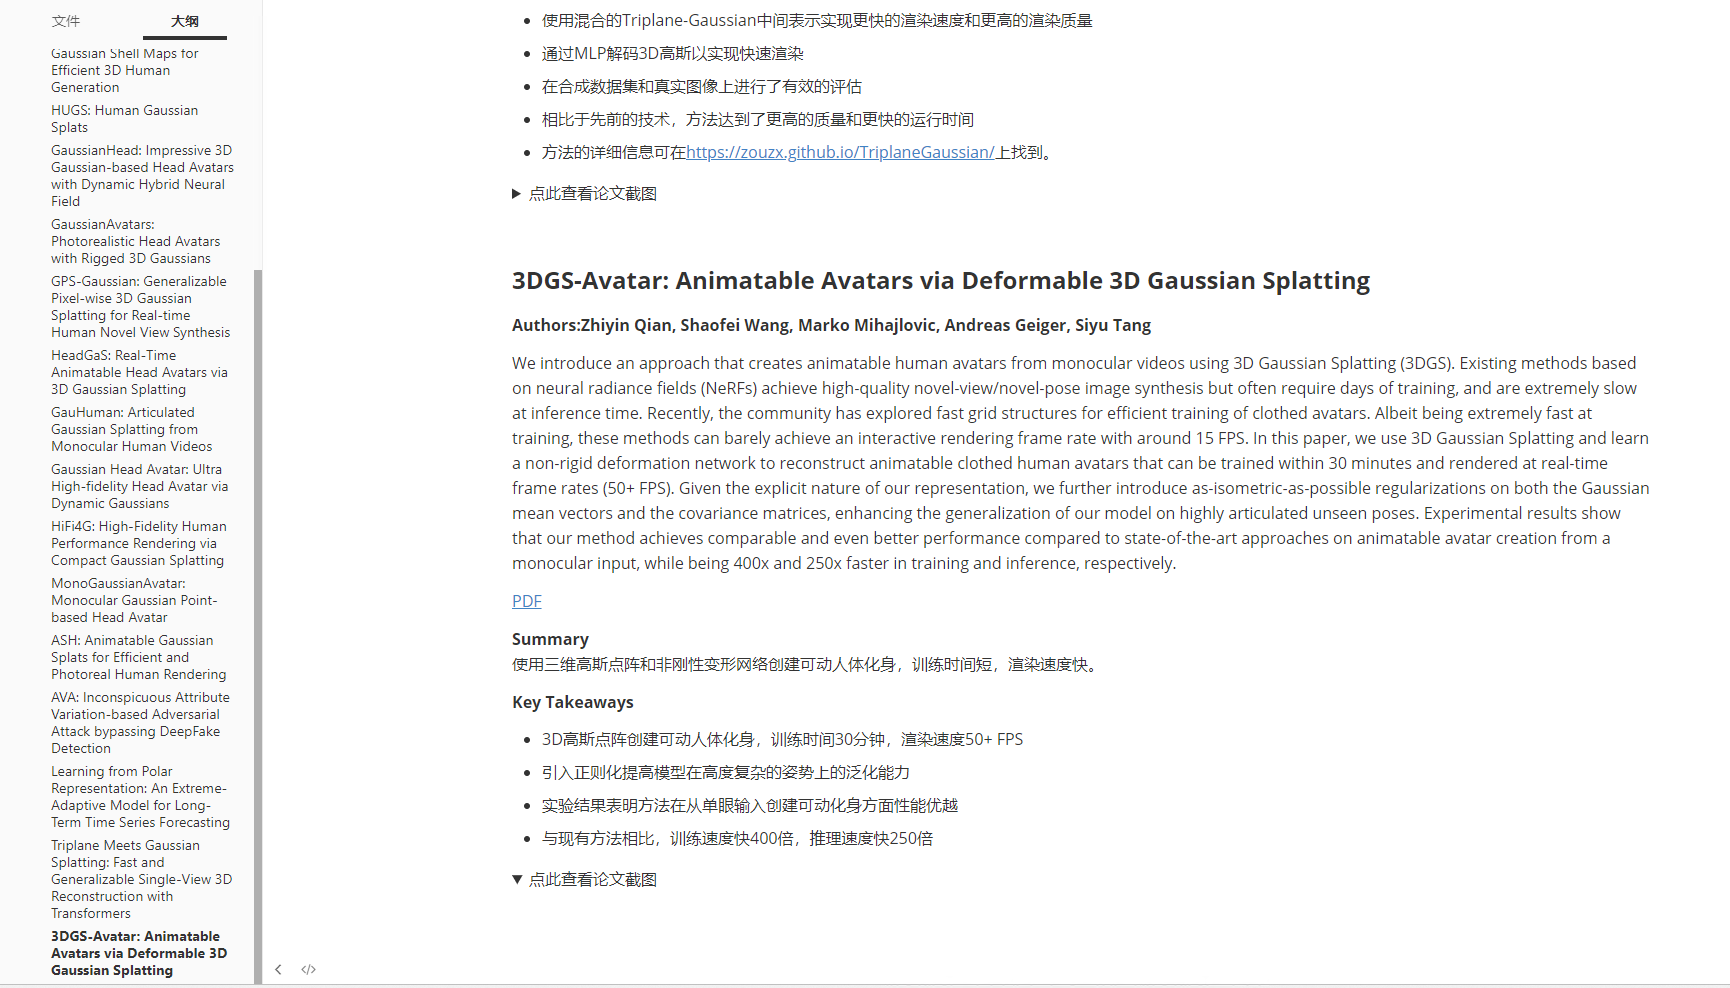 文件
大纲
Gaussian Shell Maps for
Efficient 3D Human
Generation
HUGS: Human Gaussian
Splats
GaussianHead: Impressive 3D
Gaussian-based Head Avatars
with Dynamic Hybrid Neural
Field
GaussianAvatars:
Photorealistic Head Avatars
with Rigged 3D Gaussians
GPS-Gaussian: Generalizable
Pixel-wise 3D Gaussian
Splatting for Real-time
Human Novel View Synthesis
HeadGaS: Real-Time
Animatable Head Avatars via
3D Gaussian Splatting
GauHuman: Articulated
Gaussian Splatting from
Monocular Human Videos
Gaussian Head Avatar: Ultra
High-fidelity Head Avatar via
Dynamic Gaussians
HiFi4G: High-Fidelity Human
Performance Rendering via
Compact Gaussian Splatting
MonoGaussianAvatar:
Monocular Gaussian Point-
based Head Avatar
ASH: Animatable Gaussian
Splats for Efficient and
Photoreal Human Rendering
AVA: Inconspicuous Attribute
Variation-based Adversarial
Attack bypassing DeepFake
Detection
Learning from Polar
Representation: An Extreme-
Adaptive Model for Long-
Term Time Series Forecasting
Triplane Meets Gaussian
Splatting: Fast and
Generalizable Single-View 3D
Reconstruction with
Transformers
3DGS-Avatar: Animatable
Avatars via Deformable 3D
Gaussian Splatting
• 使用混合的Triplane-Gaussian中间表示实现更快的渲染速度和更高的渲染质量
• 通过MLP解码3D高斯以实现快速渲染
• 在合成数据集和真实图像上进行了有效的评估
• 相比于先前的技术，方法达到了更高的质量和更快的运行时间
• 方法的详细信息可在https://zouzx.github.io/TriplaneGaussian/上找到。
▶ 点此查看论文截图
3DGS-Avatar: Animatable Avatars via Deformable 3D Gaussian Splatting
Authors:Zhiyin Qian, Shaofei Wang, Marko Mihajlovic, Andreas Geiger, Siyu Tang
We introduce an approach that creates animatable human avatars from monocular videos using 3D Gaussian Splatting (3DGS). Existing methods based
on neural radiance fields (NeRFs) achieve high-quality novel-view/novel-pose image synthesis but often require days of training, and are extremely slow
at inference time. Recently, the community has explored fast grid structures for efficient training of clothed avatars. Albeit being extremely fast at
training, these methods can barely achieve an interactive rendering frame rate with around 15 FPS. In this paper, we use 3D Gaussian Splatting and learn
a non-rigid deformation network to reconstruct animatable clothed human avatars that can be trained within 30 minutes and rendered at real-time
frame rates (50+ FPS). Given the explicit nature of our representation, we further introduce as-isometric-as-possible regularizations on both the Gaussian
mean vectors and the covariance matrices, enhancing the generalization of our model on highly articulated unseen poses. Experimental results show
that our method achieves comparable and even better performance compared to state-of-the-art approaches on animatable avatar creation from a
monocular input, while being 400x and 250x faster in training and inference, respectively.
PDF
Summary
使用三维高斯点阵和非刚性变形网络创建可动人体化身，训练时间短，渲染速度快。
Key Takeaways
• 3D高斯点阵创建可动人体化身，训练时间30分钟，渲染速度50+ FPS
• 引入正则化提高模型在高度复杂的姿势上的泛化能力
• 实验结果表明方法在从单眼输入创建可动化身方面性能优越
• 与现有方法相比，训练速度快400倍，推理速度快250倍
▼ 点此查看论文截图